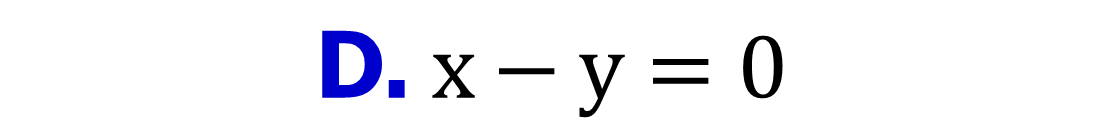 D. x − y = 0